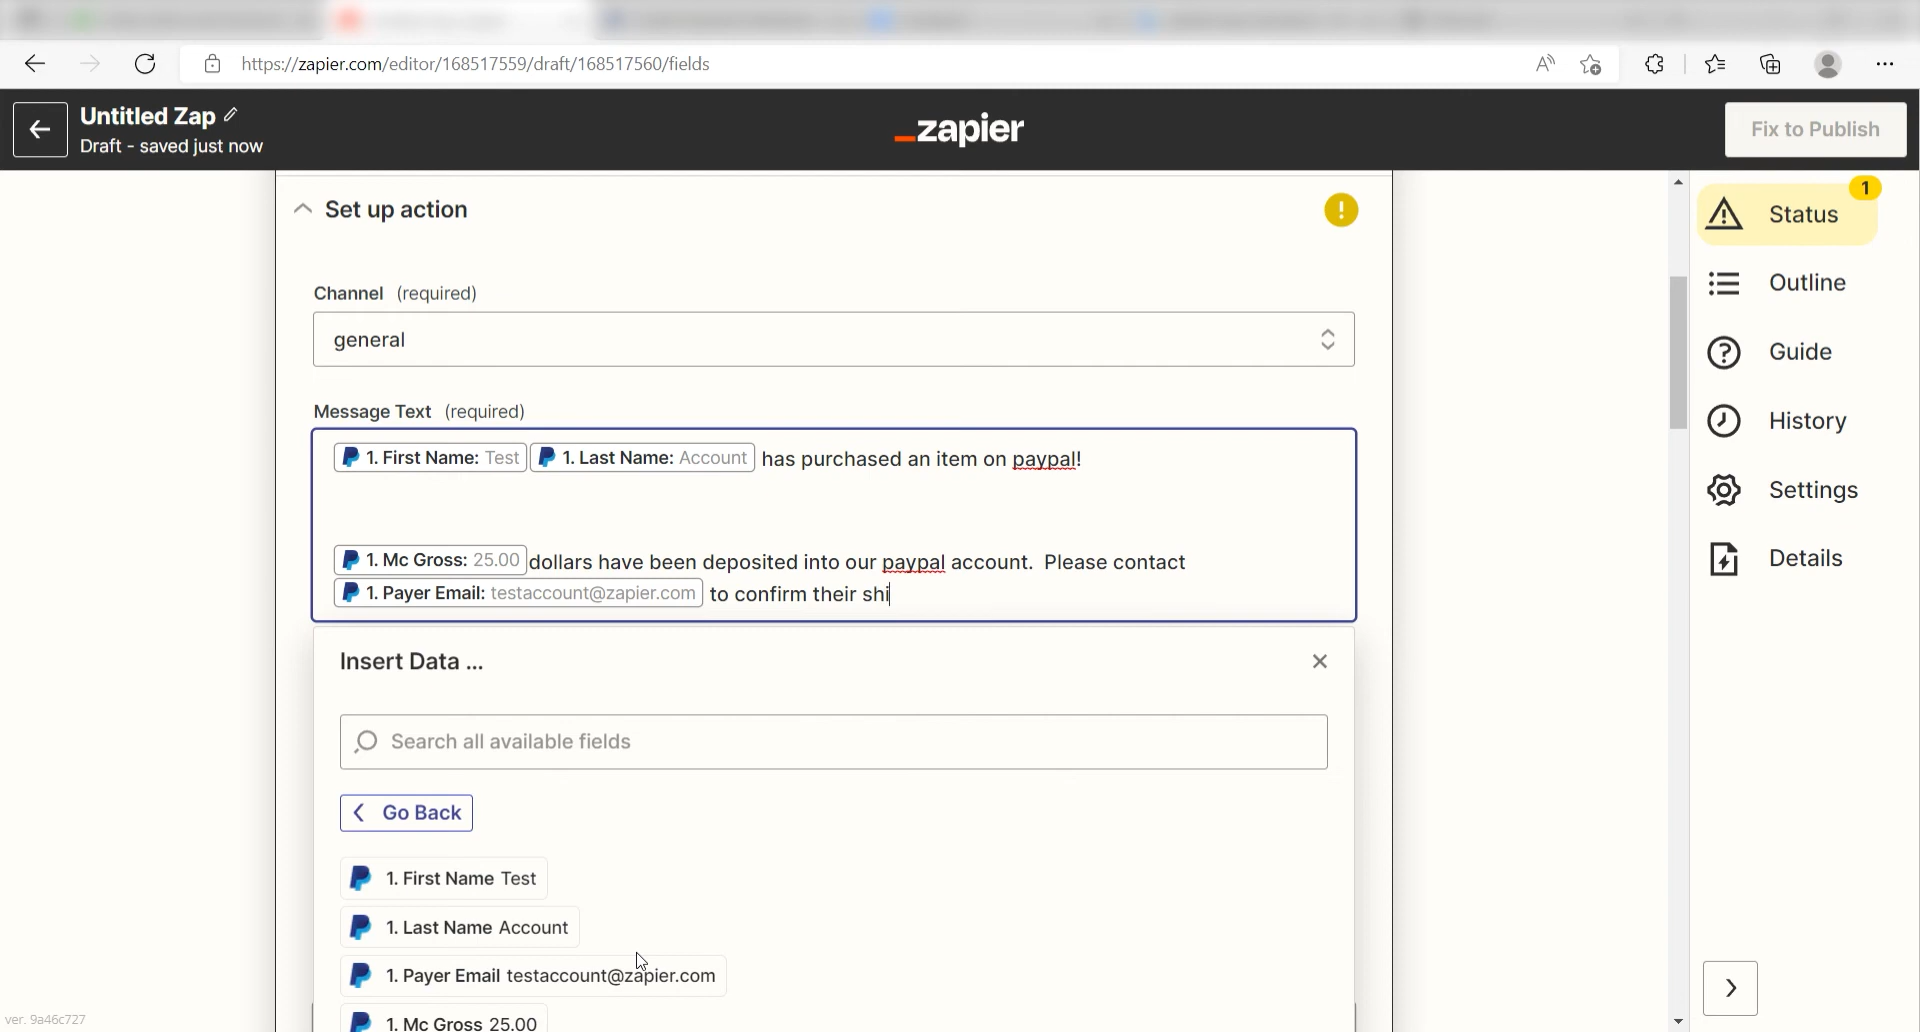 https://zapier.com/editor/168517559/draft/168517560/fields
Untitled Zap
Draft - saved just now
_zapier
Fix to Publish
Set up action
!
Channel (required)
general
Message Text (required)
1. First Name: Test 1. Last Name: Account has purchased an item on paypal!
1. Mc Gross: 25.00 dollars have been deposited into our paypal account. Please contact
1. Payer Email: testaccount@zapier.com to confirm their shi
Insert Data ...
Search all available fields
Go Back
1. First Name Test
1. Last Name Account
1. Payer Email testaccount@zapier.com
1. Mc Gross 25.00
1
Status
Outline
Guide
History
Settings
Details
ver. 9a46c727